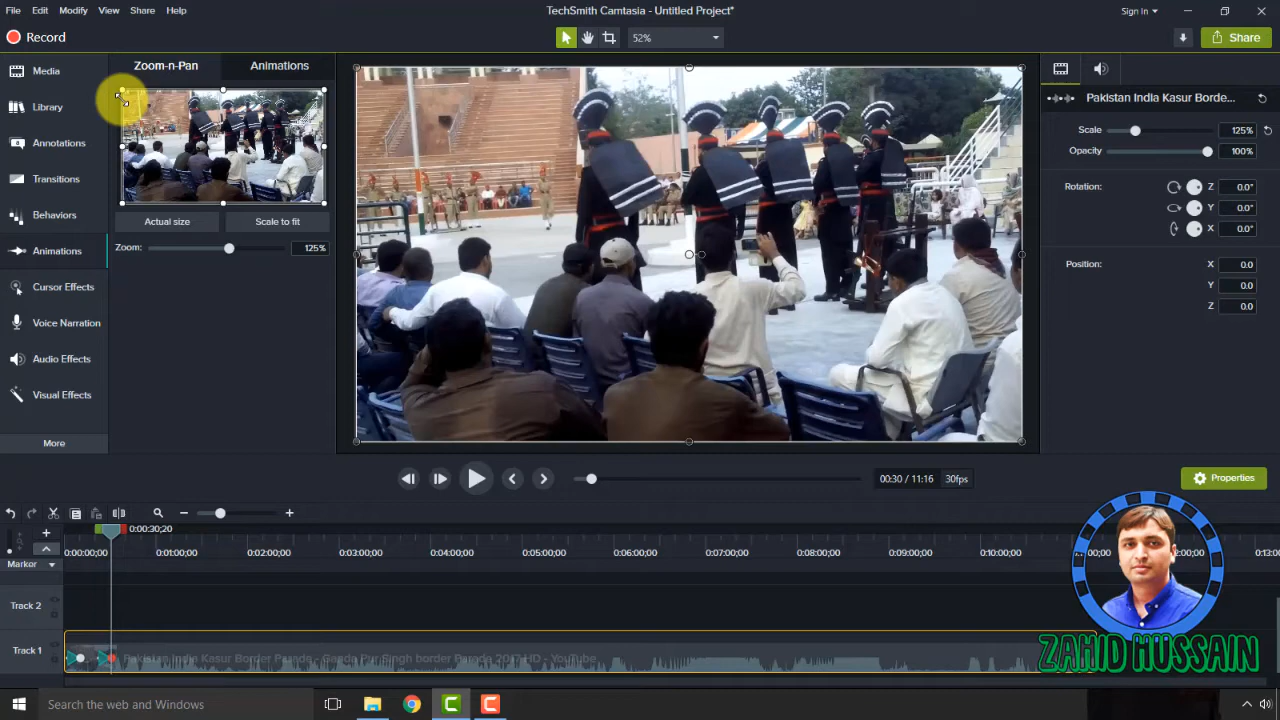 File Edit Modify View Share Help
TechSmith Camtasia - Untitled Project*
Sign In
Record
52%
Share
Media
Library
Annotations
Transitions
Behaviors
Animations
Cursor Effects
Voice Narration
Audio Effects
Visual Effects
More
Zoom-n-Pan
Animations
Actual size
Scale to fit
Zoom:
125%
Pakistan India Kasur Borde...
Scale
125%
Opacity
100%
Rotation:
Z
0.0°
Y
0.0°
X
0.0°
Position:
X
0.0
Y
0.0
Z
0.0
00:30 / 11:16
30fps
Properties
0:00:30;20
0:00:00;00
0:01:00;00
0:02:00;00
0:03:00;00
0:04:00;00
0:05:00;00
0:06:00;00
0:07:00;00
0:08:00;00
0:09:00;00
0:10:00;00
Marker
Track 2
Track 1
Pakistan India Kasur Border Parade - Ganda Pur Singh border Parade 2017 HD - YouTube
ZAHID HUSSAIN
Search the web and Windows